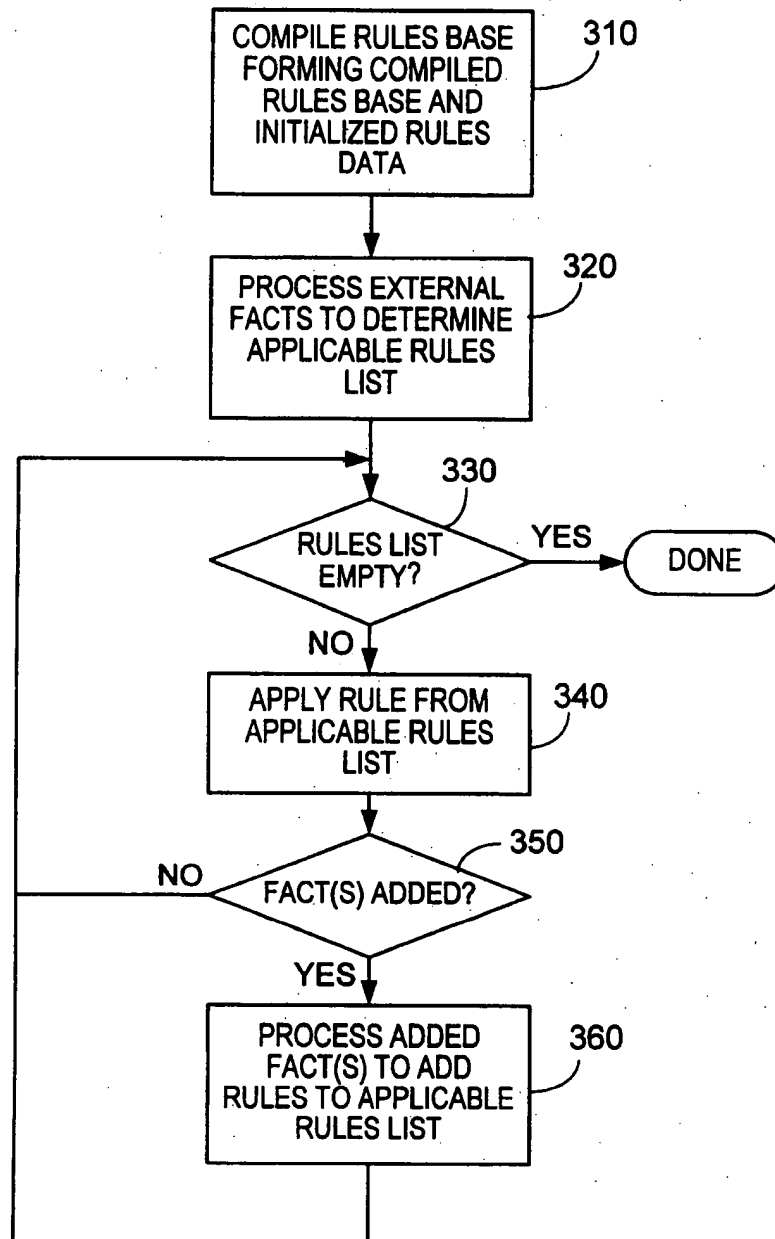 COMPILE RULES BASE
FORMING COMPILED
RULES BASE AND
INITIALIZED RULES
DATA
310
PROCESS EXTERNAL
FACTS TO DETERMINE
APPLICABLE RULES
LIST
320
330
RULES LIST
EMPTY?
YES
DONE
NO
APPLY RULE FROM
APPLICABLE RULES
LIST
340
350
NO
FACT(S) ADDED?
YES
PROCESS ADDED
FACT(S) TO ADD
RULES TO APPLICABLE
RULES LIST
360